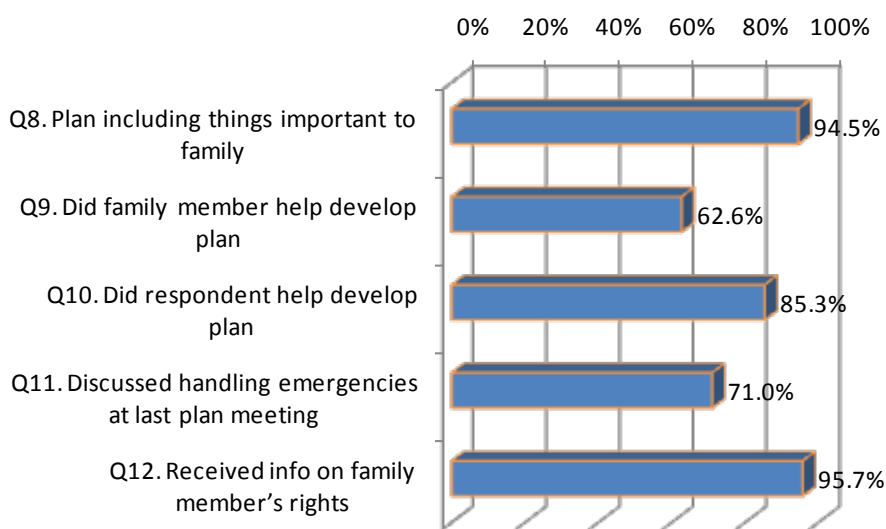 0% 20% 40% 60% 80% 100%
Q8. Plan including things important to
family
94.5%
Q9. Did family member help develop
plan
62.6%
Q10. Did respondent help develop
plan
85.3%
Q11. Discussed handling emergencies
at last plan meeting
71.0%
Q12. Received info on family
member’s rights
95.7%